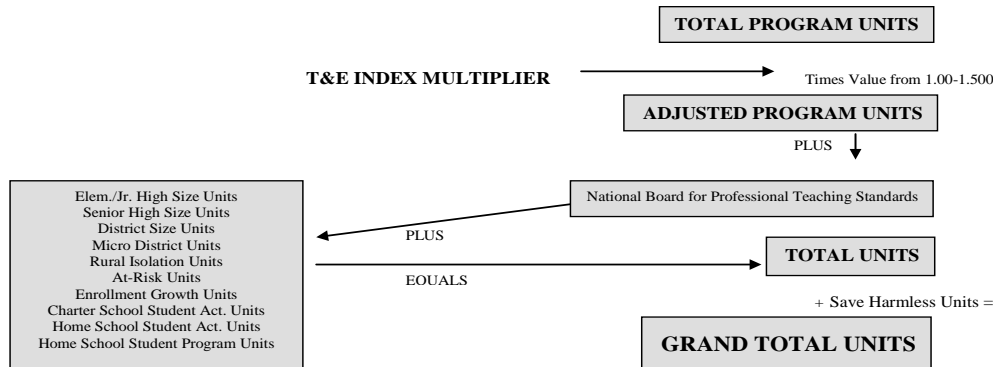 TOTAL PROGRAM UNITS
T&E INDEX MULTIPLIER
Times Value from 1.00-1.500
ADJUSTED PROGRAM UNITS
PLUS
National Board for Professional Teaching Standards
PLUS
Elem./Jr. High Size Units
Senior High Size Units
District Size Units
Micro District Units
Rural Isolation Units
At-Risk Units
Enrollment Growth Units
Charter School Student Act. Units
Home School Student Act. Units
Home School Student Program Units
EQUALS
TOTAL UNITS
+ Save Harmless Units =
GRAND TOTAL UNITS